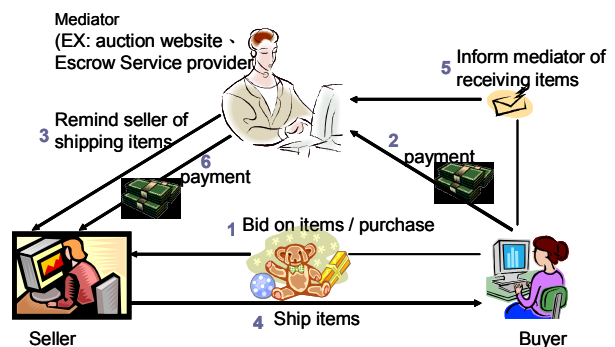 Mediator
(EX: auction website、
Escrow Service provider
5 Inform mediator of
receiving items
3 Remind seller of
shipping items
6
payment
2
payment
1 Bid on items / purchase
4 Ship items
Seller
Buyer